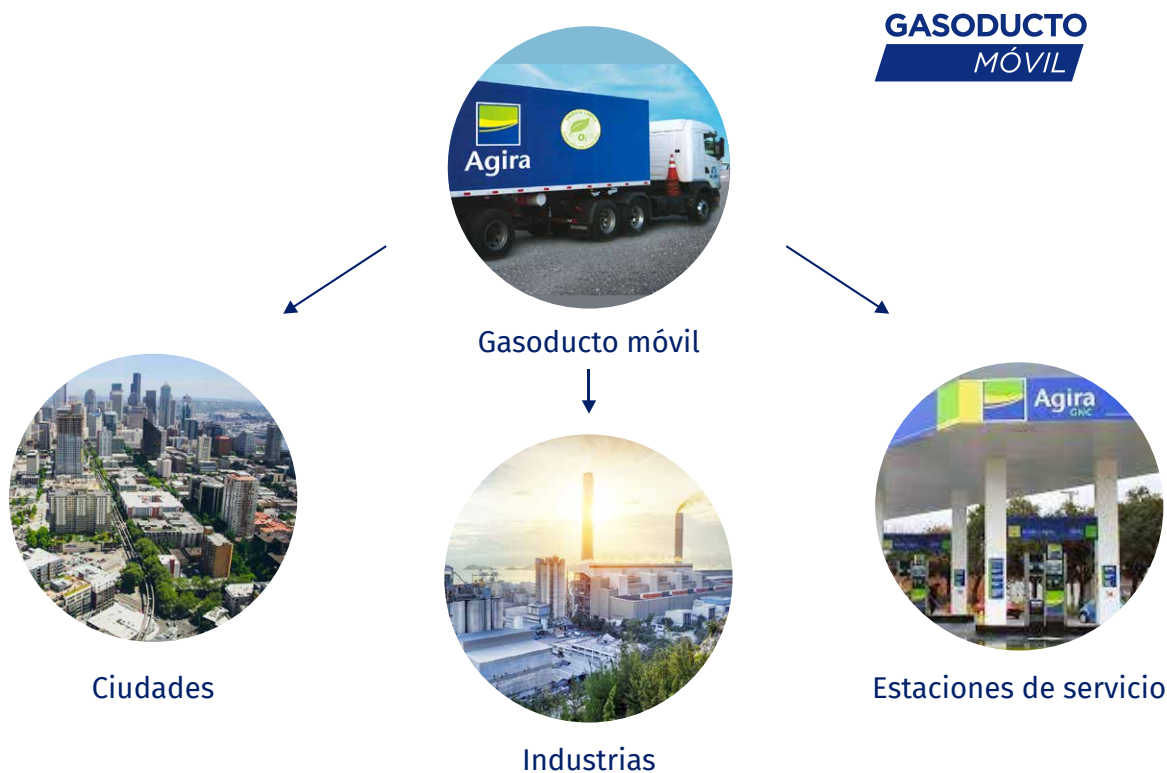 GASODUCTO
MÓVIL
Agira
Gasoducto móvil
Agira
GNC
Ciudades
Estaciones de servicio
Industrias